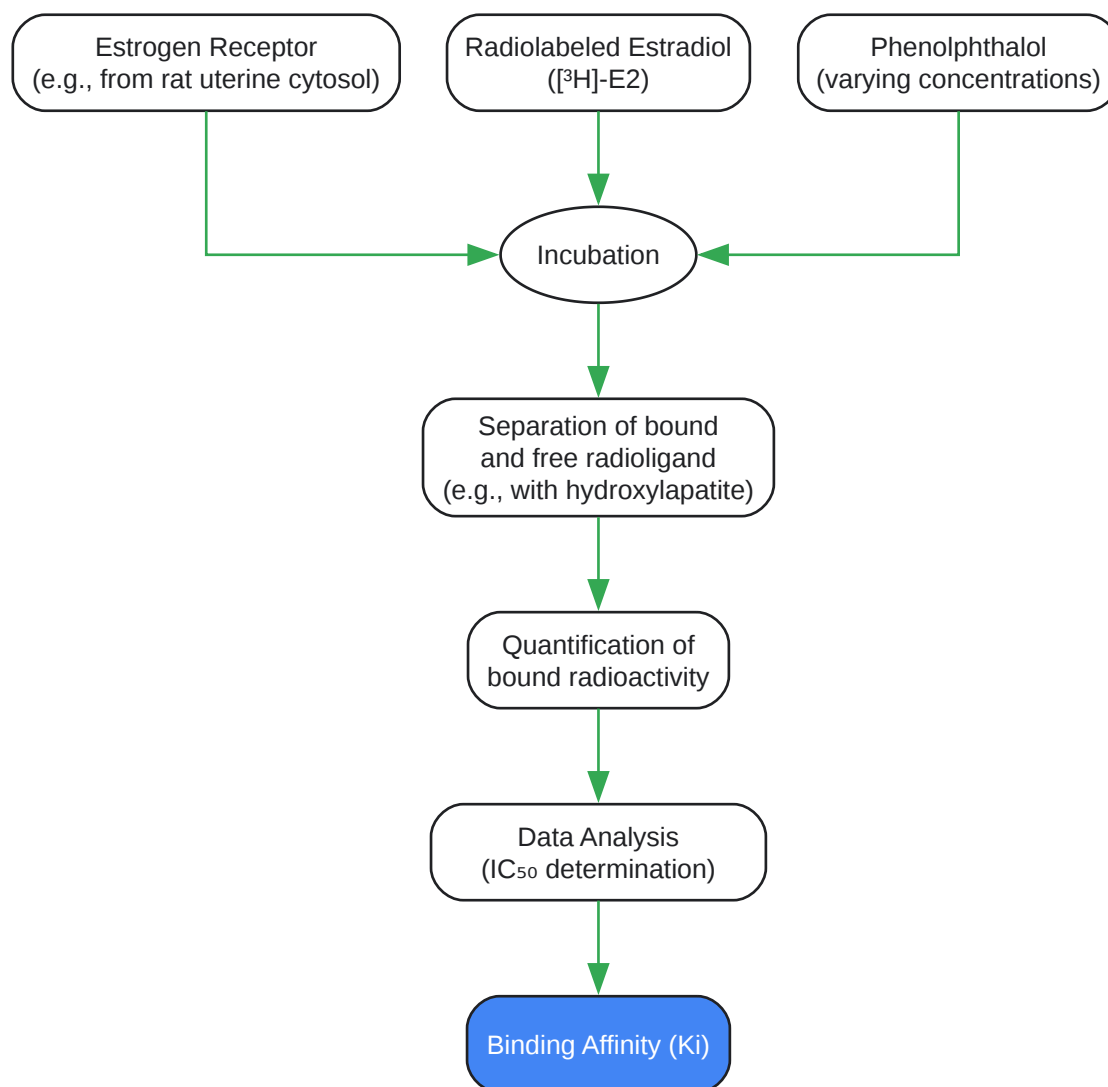 Estrogen Receptor
(e.g., from rat uterine cytosol)
Radiolabeled Estradiol
([³H]-E2)
Phenolphthalol
(varying concentrations)
Incubation
Separation of bound
and free radioligand
(e.g., with hydroxylapatite)
Quantification of
bound radioactivity
Data Analysis
(IC₅₀ determination)
Binding Affinity (Ki)